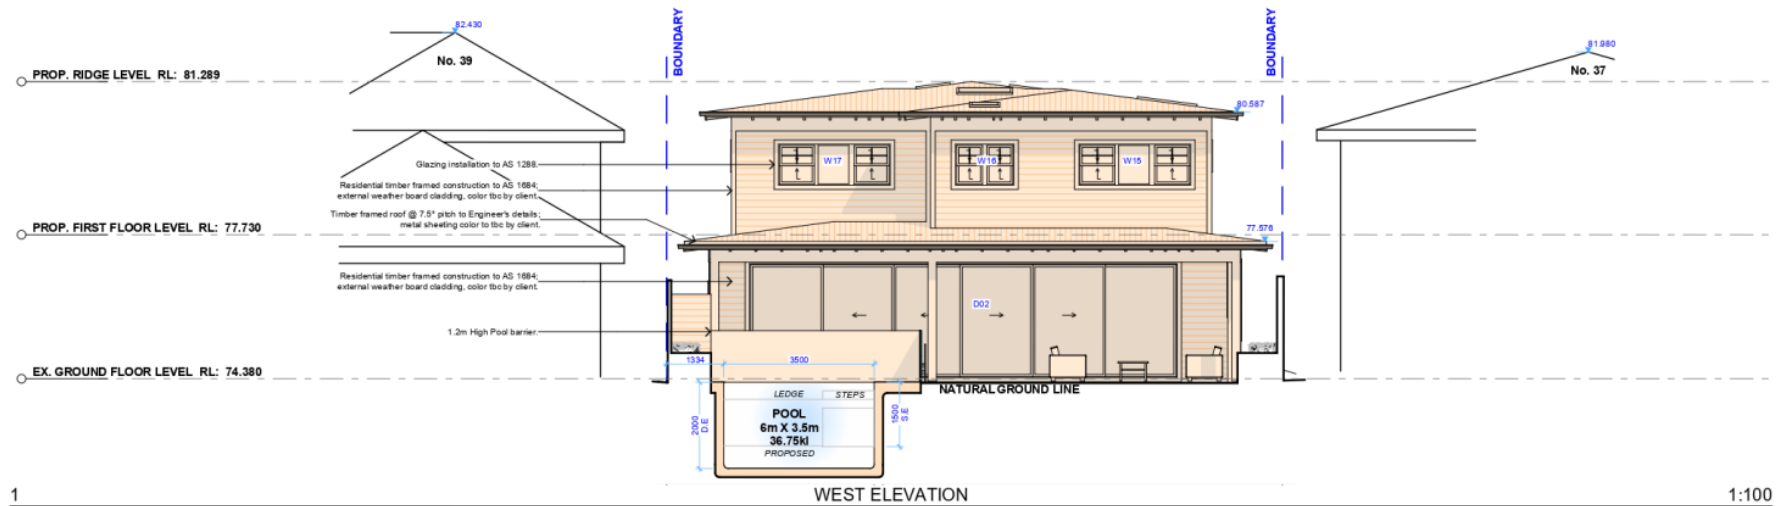 82.430
No. 39
BOUNDARY
BOUNDARY
81.980
No. 37
PROP. RIDGE LEVEL RL: 81.289
80.587
Glazing installation to AS 1288.
W17
W16
W15
Residential timber framed construction to AS 1684;
external weather board cladding, color tbc by client.
Timber framed roof @ 7.5° pitch to Engineer's details;
metal sheeting color to tbc by client.
PROP. FIRST FLOOR LEVEL RL: 77.730
77.576
Residential timber framed construction to AS 1684;
external weather board cladding, color tbc by client.
D02
1.2m High Pool barrier.
1334
3500
EX. GROUND FLOOR LEVEL RL: 74.380
NATURAL GROUND LINE
LEDGE
STEPS
2000
D.E
POOL
6m X 3.5m
36.75kl
PROPOSED
1500
S.E
1
WEST ELEVATION
1:100